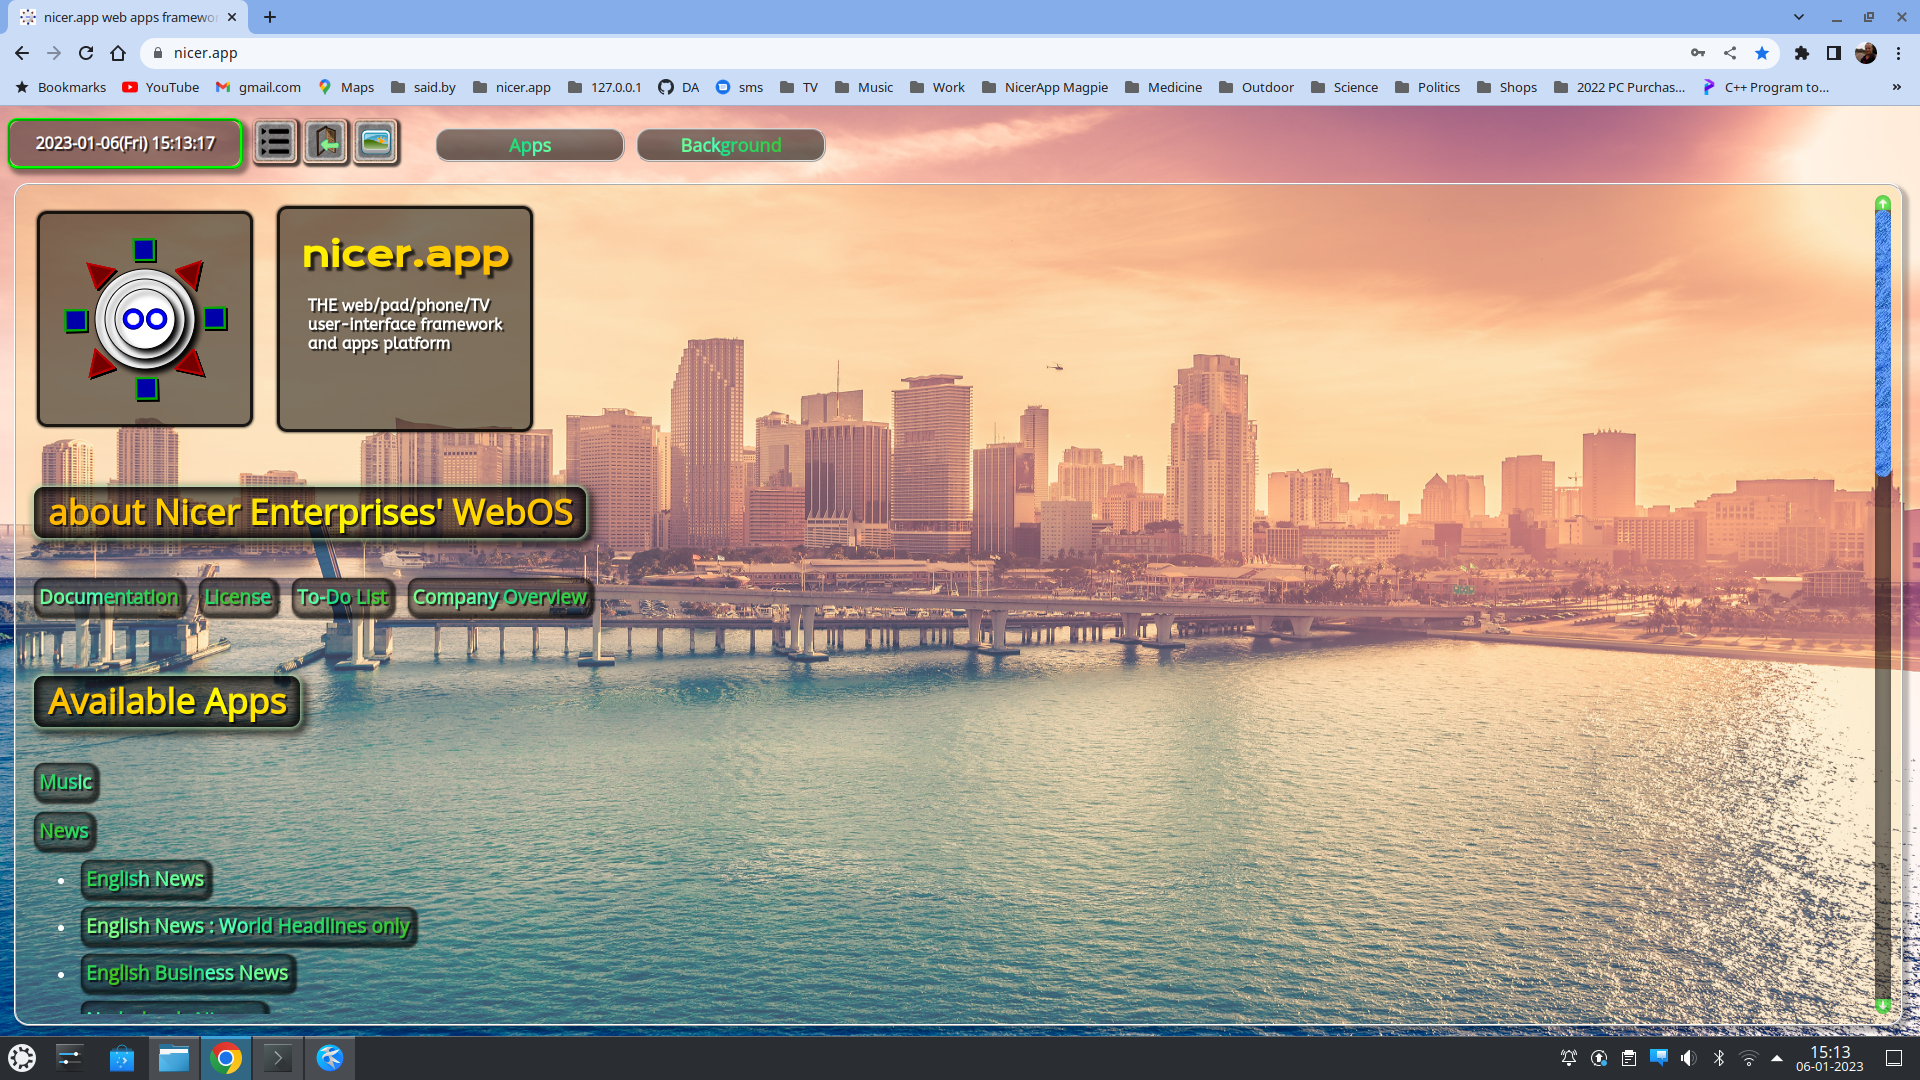 nicer.app web apps framewo
nicer.app
Bookmarks YouTube gmail.com Maps said.by nicer.app 127.0.0.1 DA sms TV Music Work NicerApp Magpie Medicine Outdoor Science Politics Shops 2022 PC Purchas... C++ Program to... »
2023-01-06(Fri) 15:13:17
Apps
Background
nicer.app
THE web/pad/phone/TV
user-interface framework
and apps platform
about Nicer Enterprises' WebOS
Documentation License To-Do List Company Overview
Available Apps
Music
News
English News
English News : World Headlines only
English Business News
15:13
06-01-2023